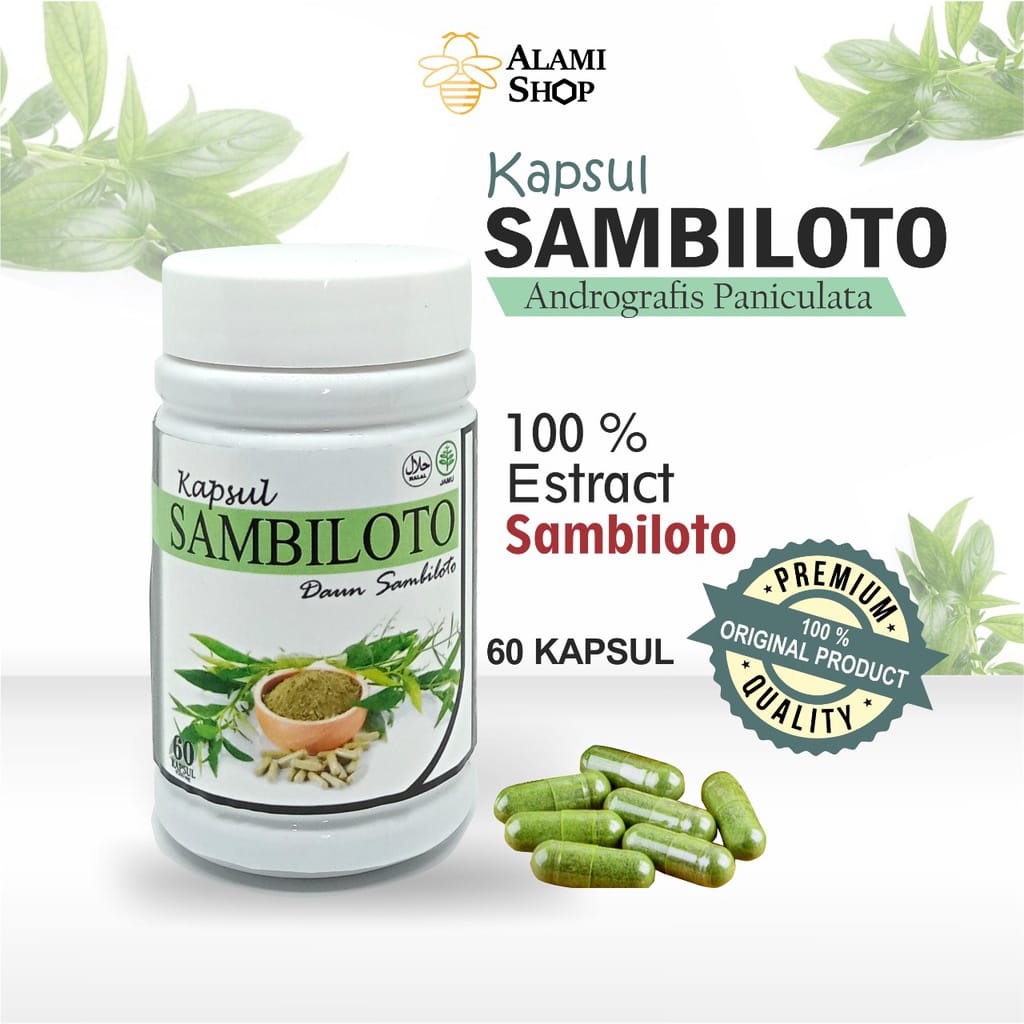 ALAMI
SHOP
Kapsul
SAMBILOTO
Andrografis Paniculata
100 %
Estract
Sambiloto
60 KAPSUL
PREMIUM
100 %
ORIGINAL PRODUCT
QUALITY
حلال
HALAL
JAMU
Kapsul
SAMBILOTO
Daun Sambiloto
60
KAPSUL